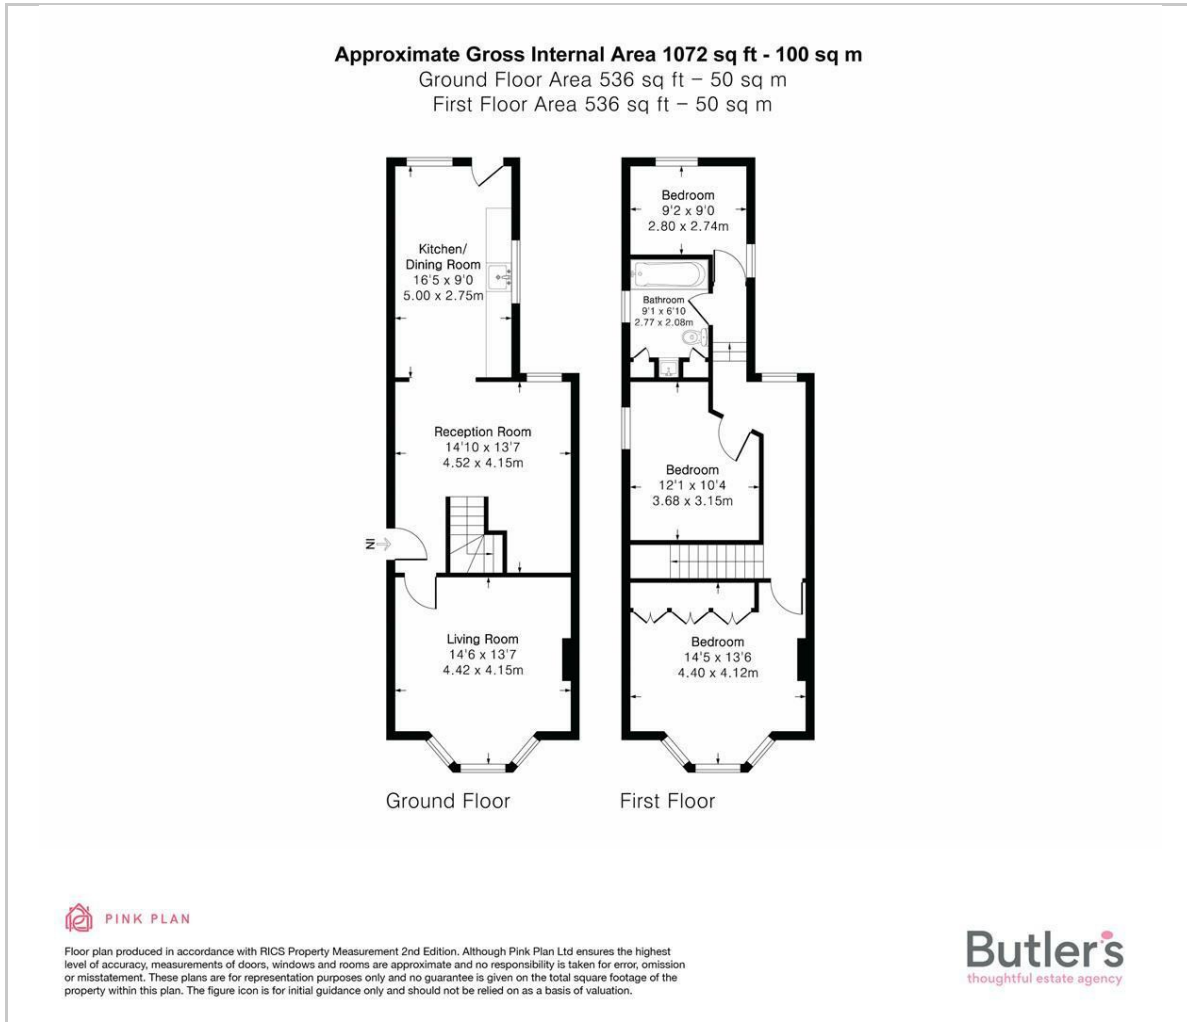 Approximate Gross Internal Area 1072 sq ft - 100 sq m
Ground Floor Area 536 sq ft – 50 sq m
First Floor Area 536 sq ft – 50 sq m
Kitchen/
Dining Room
16'5 x 9'0
5.00 x 2.75m
Reception Room
14'10 x 13'7
4.52 x 4.15m
IN
Living Room
14'6 x 13'7
4.42 x 4.15m
Ground Floor
Bedroom
9'2 x 9'0
2.80 x 2.74m
Bathroom
9'1 x 6'10
2.77 x 2.08m
Bedroom
12'1 x 10'4
3.68 x 3.15m
Bedroom
14'5 x 13'6
4.40 x 4.12m
First Floor
PINK PLAN
Floor plan produced in accordance with RICS Property Measurement 2nd Edition. Although Pink Plan Ltd ensures the highest
level of accuracy, measurements of doors, windows and rooms are approximate and no responsibility is taken for error, omission
or misstatement. These plans are for representation purposes only and no guarantee is given on the total square footage of the
property within this plan. The figure icon is for initial guidance only and should not be relied on as a basis of valuation.
Butler's
thoughtful estate agency